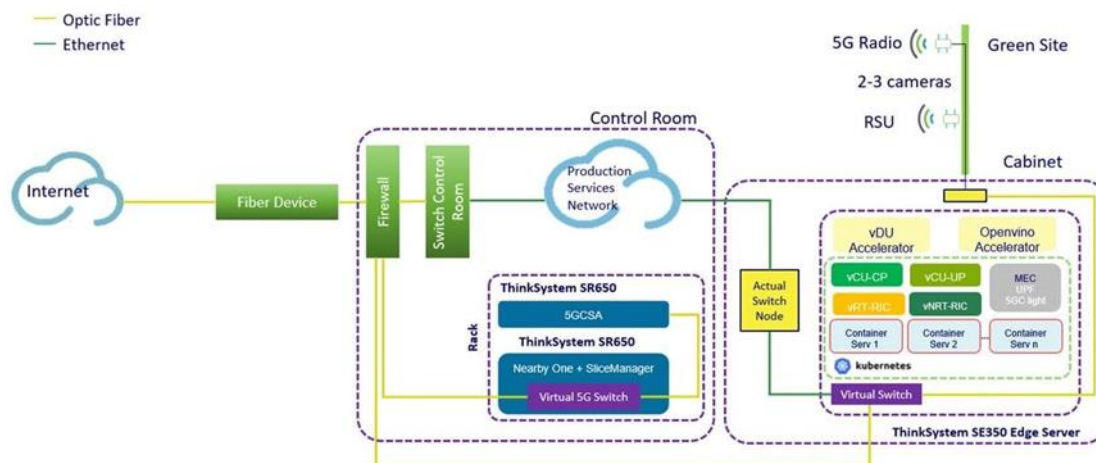 Optic Fiber
Ethernet
5G Radio
Green Site
2-3 cameras
RSU
Control Room
Cabinet
Internet
Fiber Device
Firewall
Switch Control
Room
Production
Services
Network
vDU
Accelerator
Openvino
Accelerator
vCU-CP
vCU-UP
MEC
UPF
5GC light
vRT-RIC
vNRT-RIC
Container
Serv 1
Container
Serv 2
Container
Serv n
kubernetes
Virtual Switch
ThinkSystem SE350 Edge Server
Actual
Switch
Node
Rack
ThinkSystem SR650
5GCSA
ThinkSystem SR650
Nearby One + SliceManager
Virtual 5G Switch